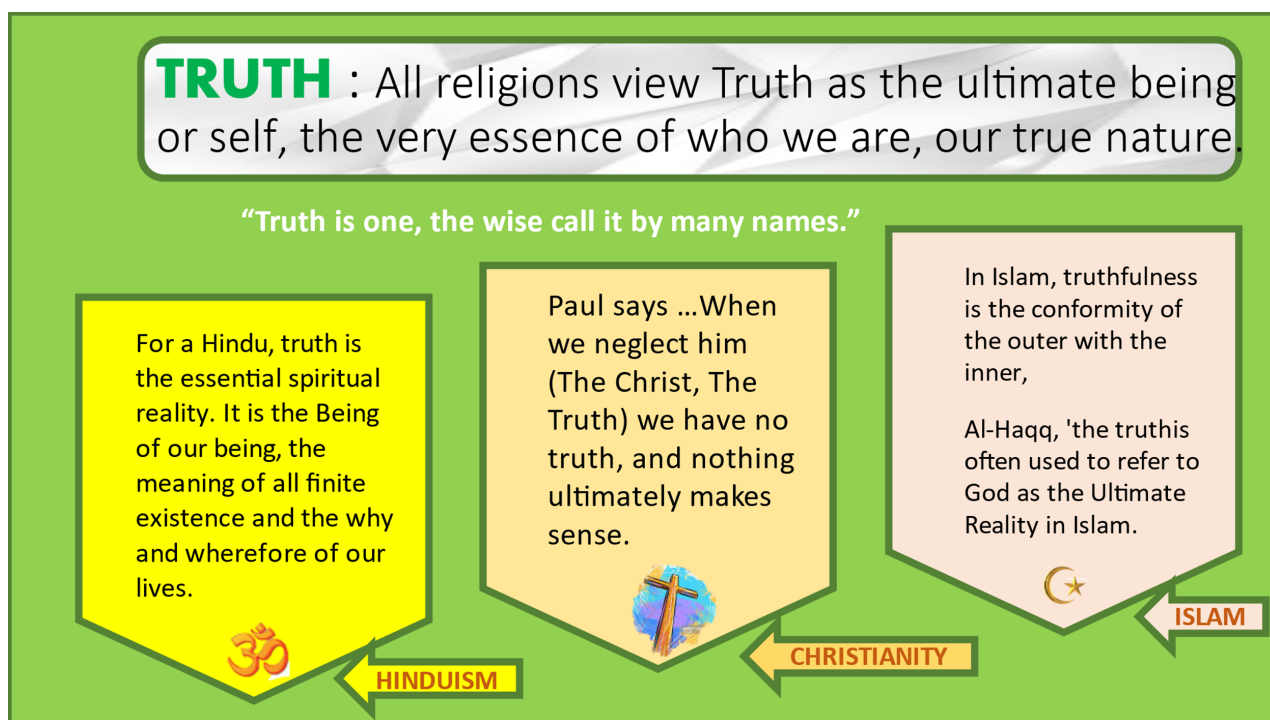 TRUTH : All religions view Truth as the ultimate being
or self, the very essence of who we are, our true nature.
“Truth is one, the wise call it by many names.”
For a Hindu, truth is
the essential spiritual
reality. It is the Being
of our being, the
meaning of all finite
existence and the why
and wherefore of our
lives.
HINDUISM
Paul says ...When
we neglect him
(The Christ, The
Truth) we have no
truth, and nothing
ultimately makes
sense.
CHRISTIANITY
In Islam, truthfulness
is the conformity of
the outer with the
inner,
Al-Haqq, 'the truthis
often used to refer to
God as the Ultimate
Reality in Islam.
ISLAM